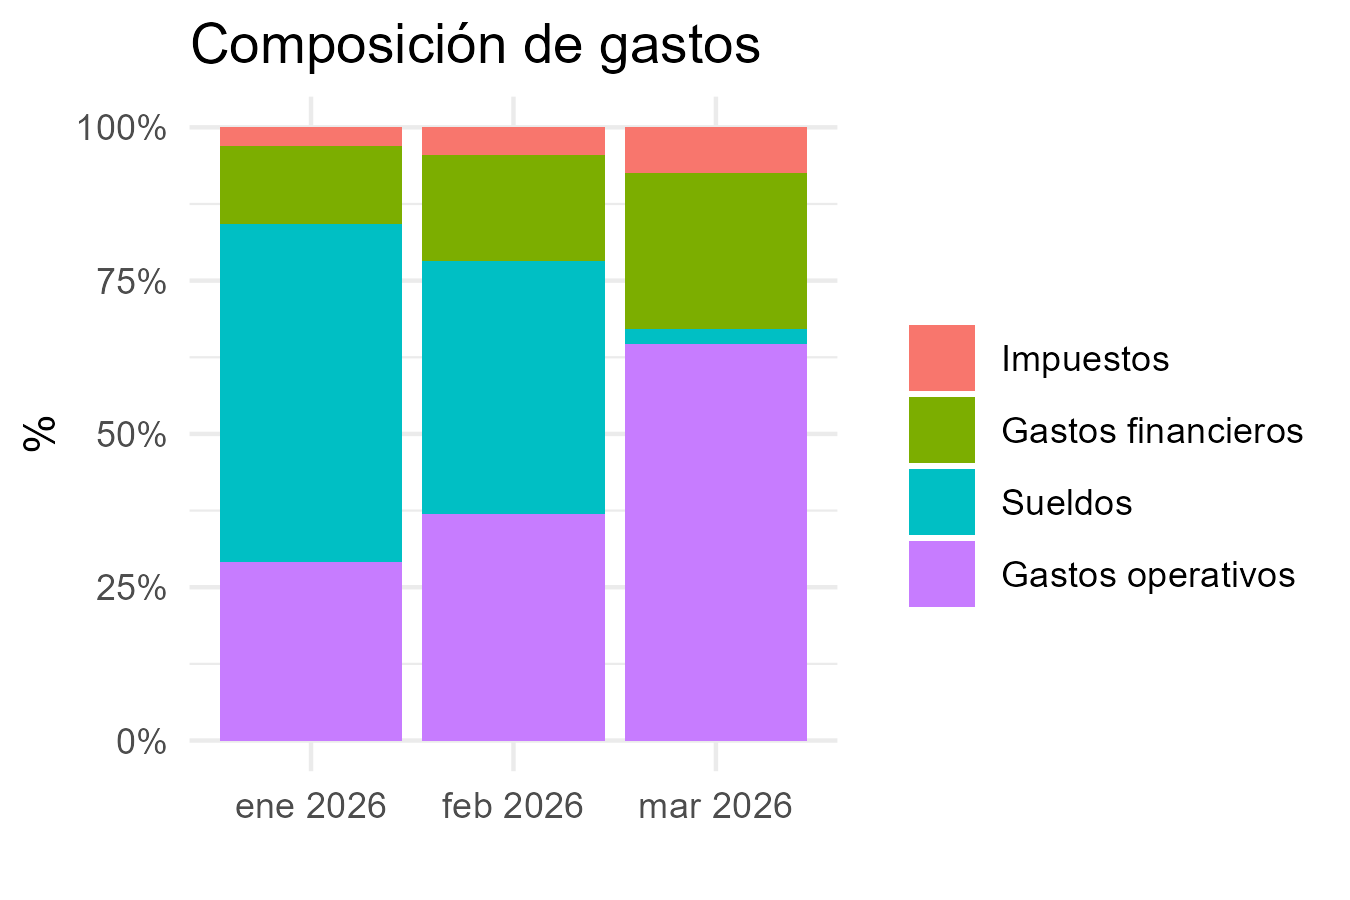 Composición de gastos
100%
75%
50%
25%
0%
%
ene 2026
feb 2026
mar 2026
Impuestos
Gastos financieros
Sueldos
Gastos operativos